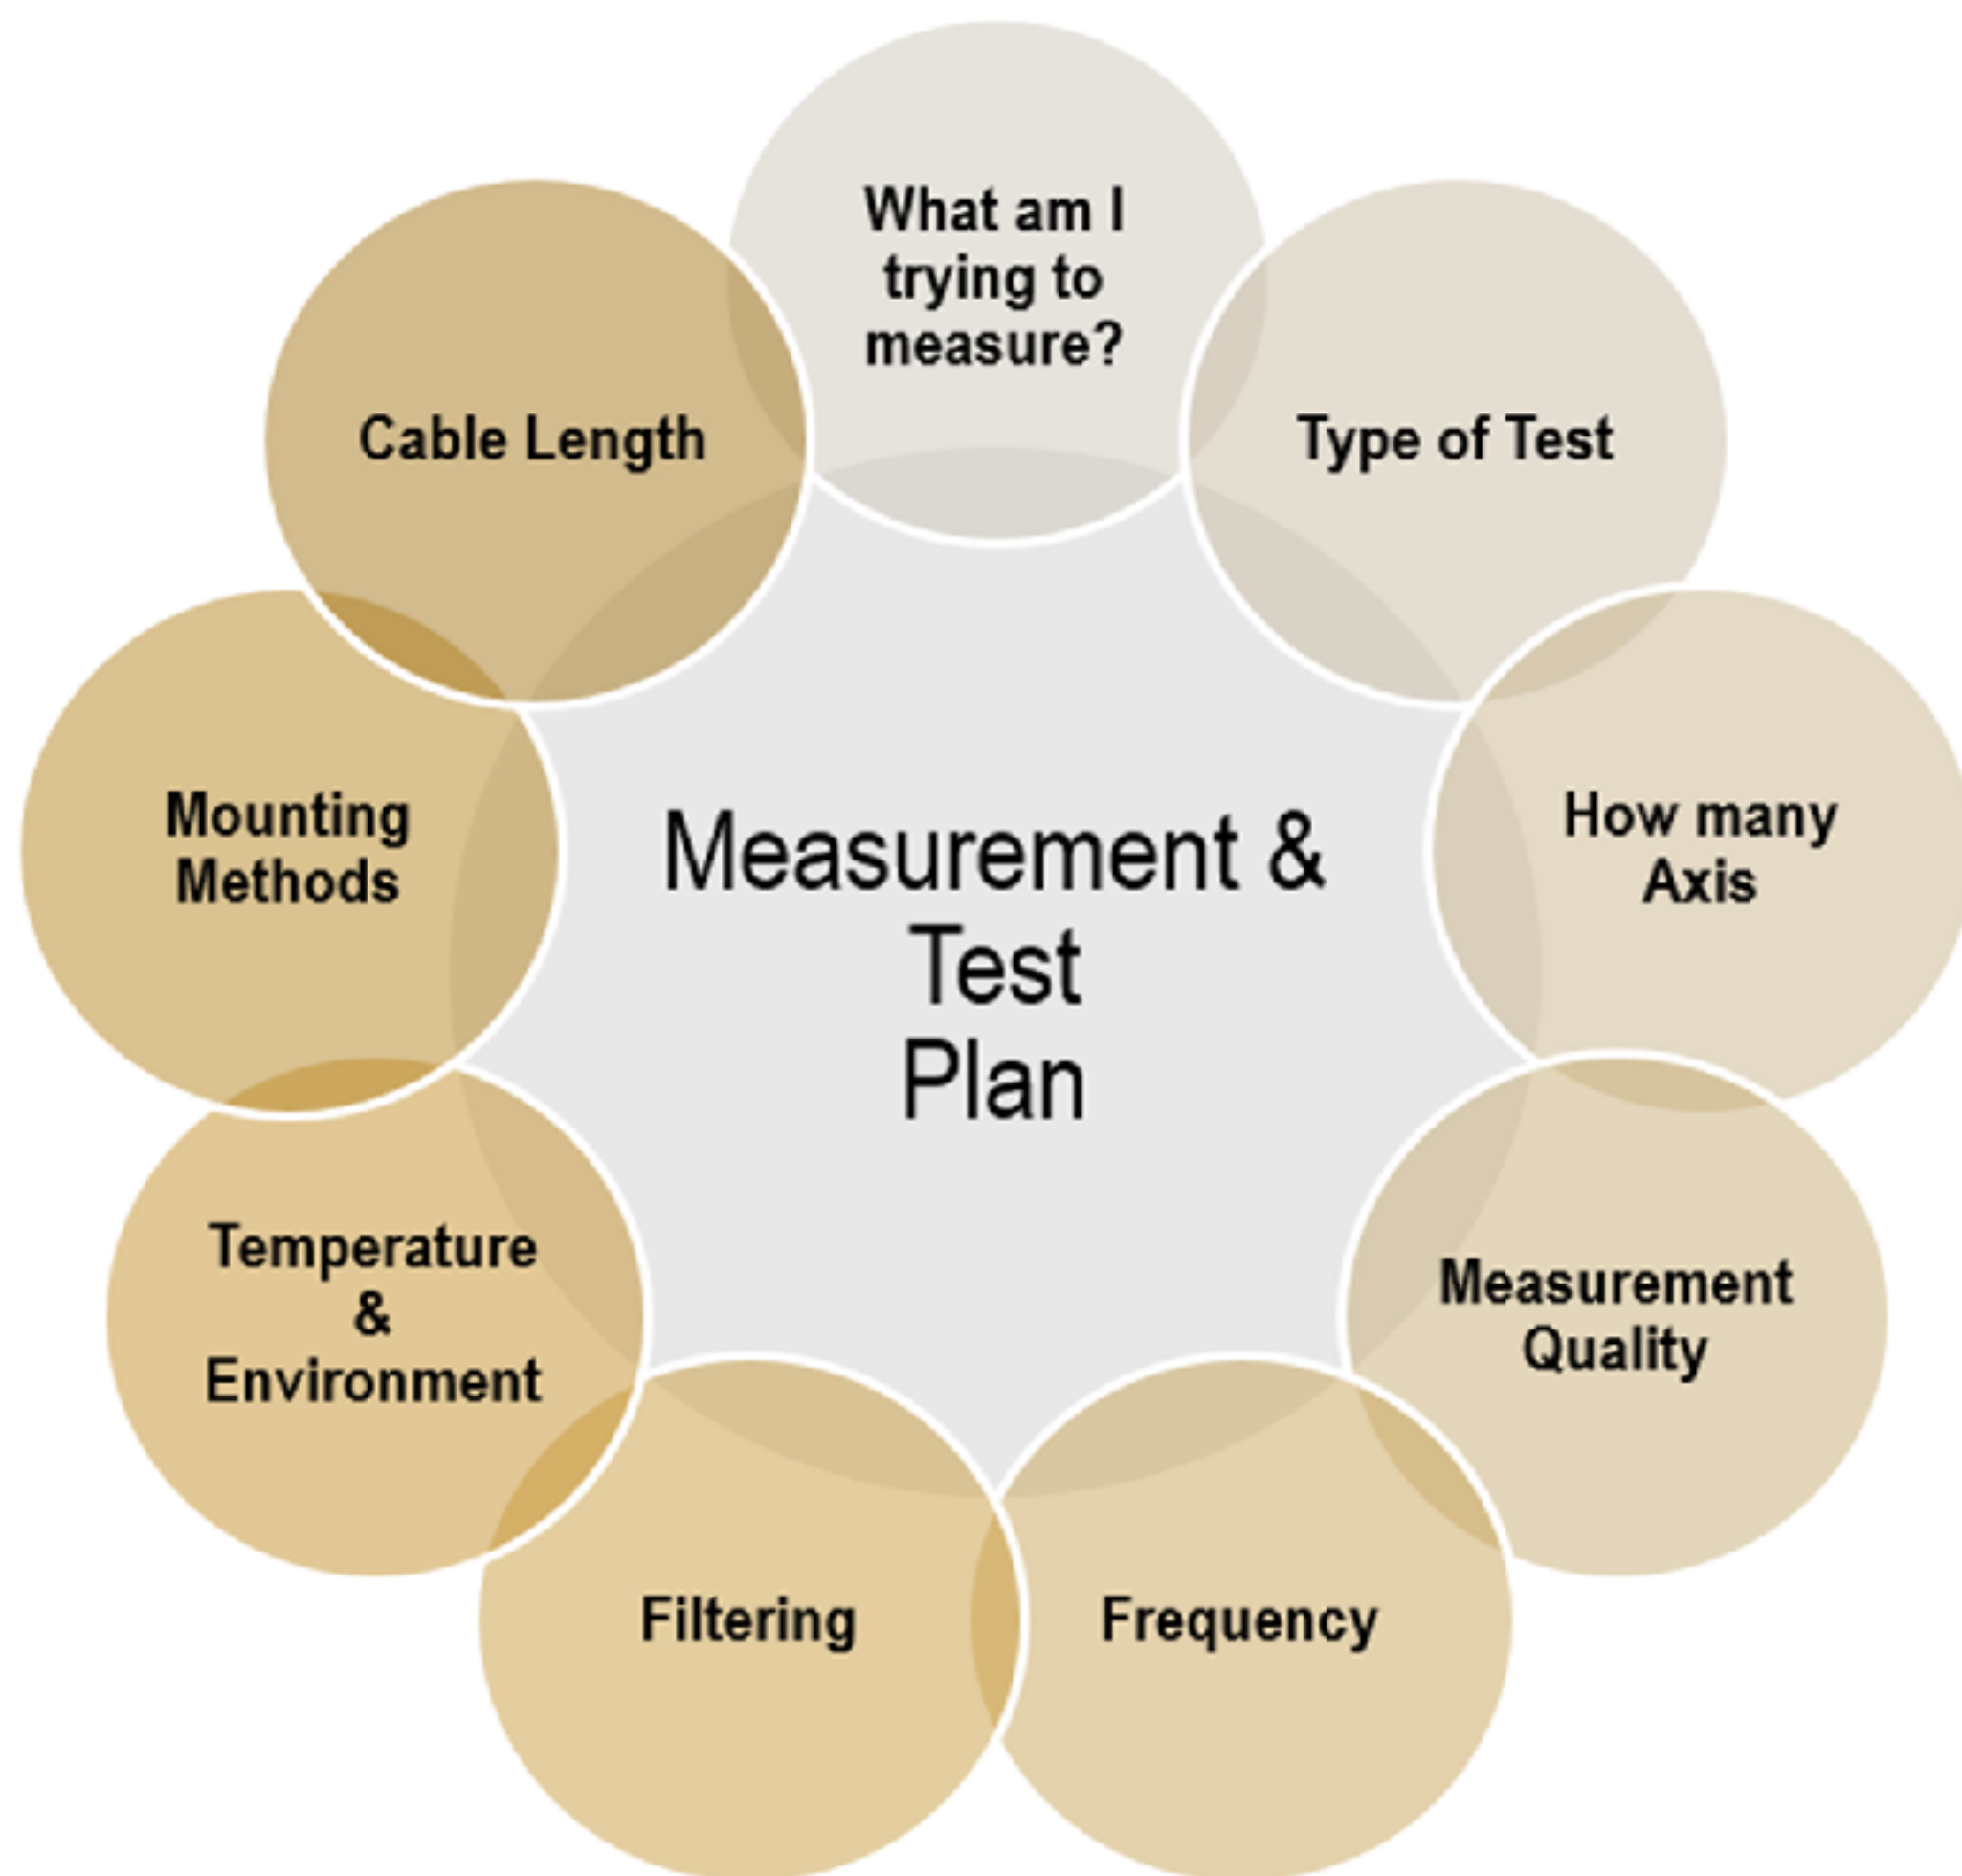 What am I
trying to
measure?
Type of Test
How many
Axis
Measurement
Quality
Frequency
Filtering
Temperature
&
Environment
Mounting
Methods
Cable Length
Measurement &
Test
Plan